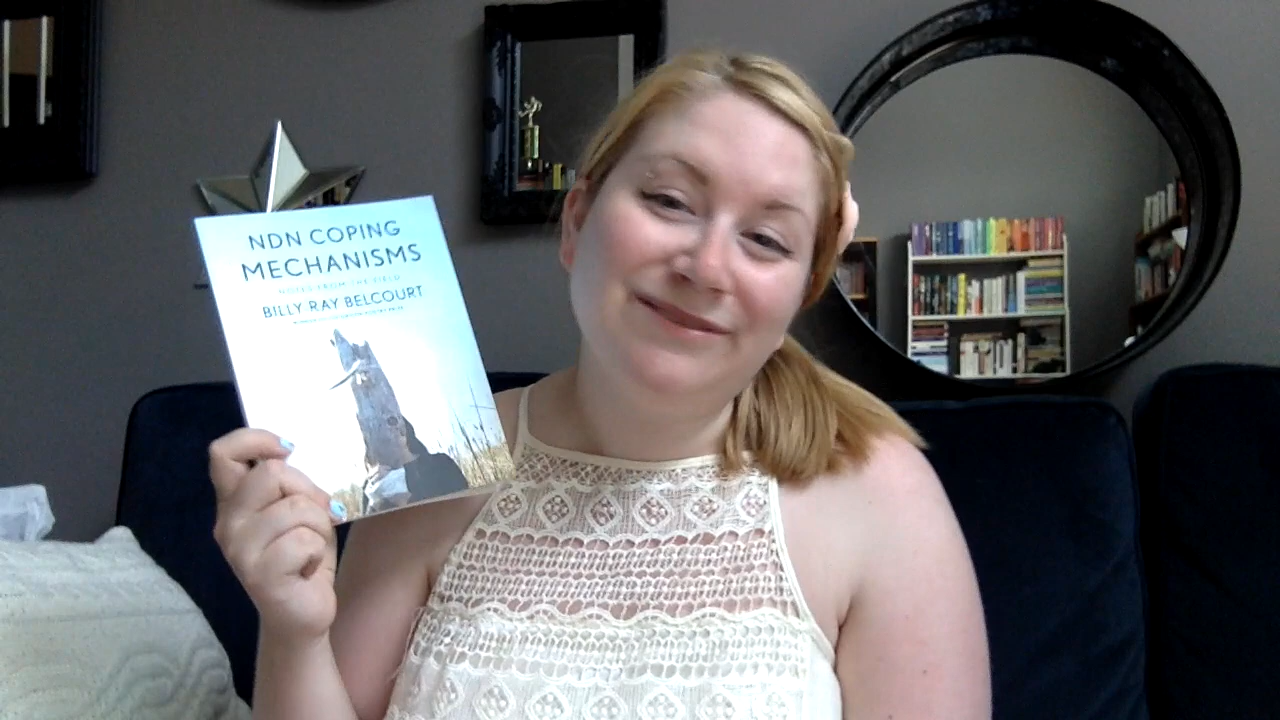 NDN COPING
MECHANISMS
NOTES FROM THE FIELD
BILLY-RAY BELCOURT